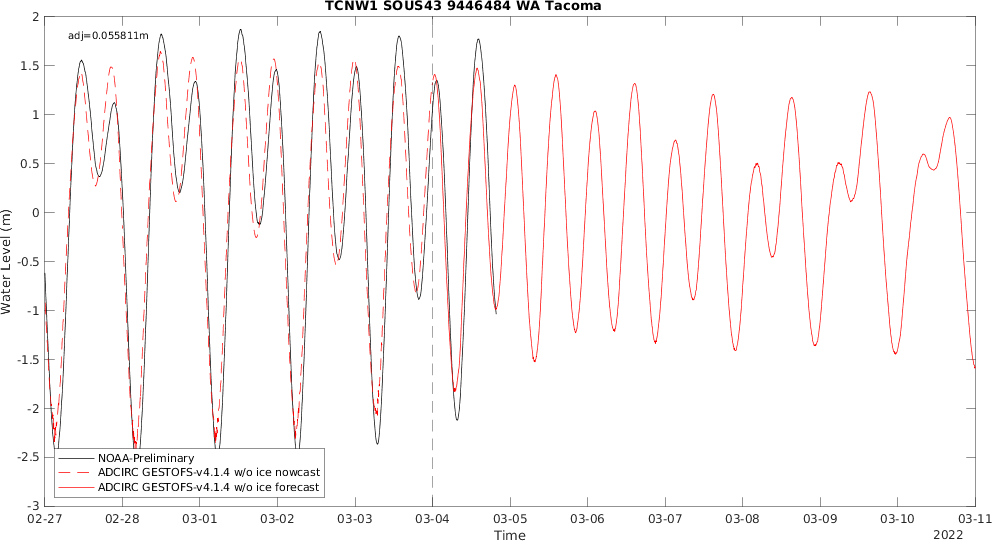 TCNW1 SOUS43 9446484 WA Tacoma
adj=0.055811m
2
1.5
1
0.5
0
-0.5
-1
-1.5
-2
-2.5
-3
Water Level (m)
NOAA-Preliminary
ADCIRC GESTOFS-v4.1.4 w/o ice nowcast
ADCIRC GESTOFS-v4.1.4 w/o ice forecast
02-27 02-28 03-01 03-02 03-03 03-04 03-05 03-06 03-07 03-08 03-09 03-10 03-11
Time
2022